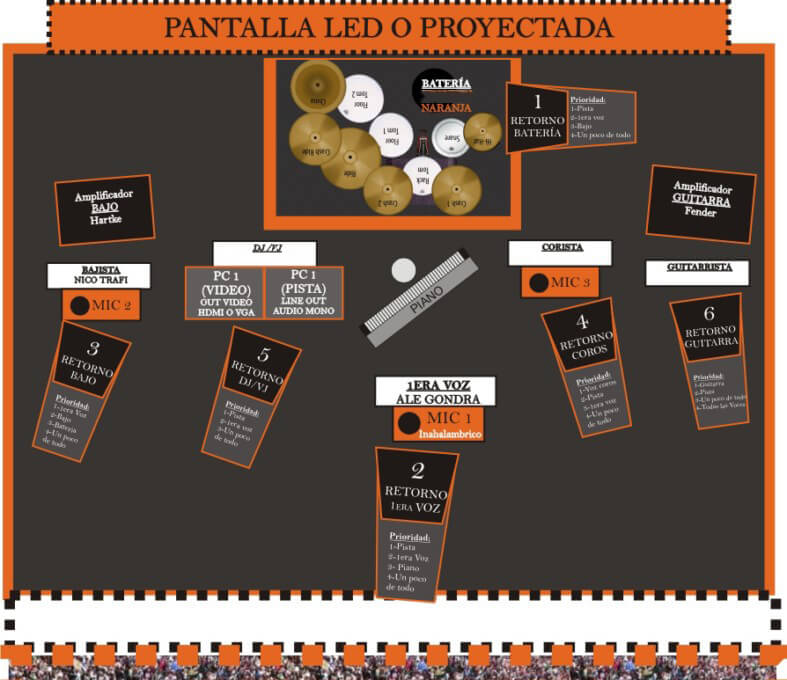 PANTALLA LED O PROYECTADA
BATERÍA
NARANJA
China
Floor
Tom 2
Floor
Tom 1
Snare
Hi-Hat
Crash Ride
Ride
Rack
Tom
Crash 2
Crash 1
1
RETORNO
BATERÍA
Prioridad:
1-Pista
2-1era voz
3-Bajo
4-Un poco de todo
Amplificador
BAJO
Hartke
Amplificador
GUITARRA
Fender
BAJISTA
NICO TRAFI
MIC 2
DJ/VJ
PC 1
(VIDEO)
OUT VIDEO
HDMI O VGA
PC 1
(PISTA)
LINE OUT
AUDIO MONO
PIANO
CORISTA
MIC 3
GUITARRISTA
3
RETORNO
BAJO
Prioridad:
1-1era Voz
2-Bajo
3-Bateria
4-Un poco
de todo
5
RETORNO
DJ/VJ
Prioridad:
1-Pista
2-1era voz
3-Un poco
de todo
1ERA VOZ
ALE GONDRA
MIC 1
Inahalambrico
4
RETORNO
COROS
Prioridad:
1-Voz coros
2-Pista
3-1era voz
4-Un poco
de todo
6
RETORNO
GUITARRA
Prioridad:
1-Guitarra
2-Pista
3-Un poco de todo
4-Todas las Voces
2
RETORNO
1ERA VOZ
Prioridad:
1-Pista
2-1era Voz
3- Piano
4-Un poco
de todo